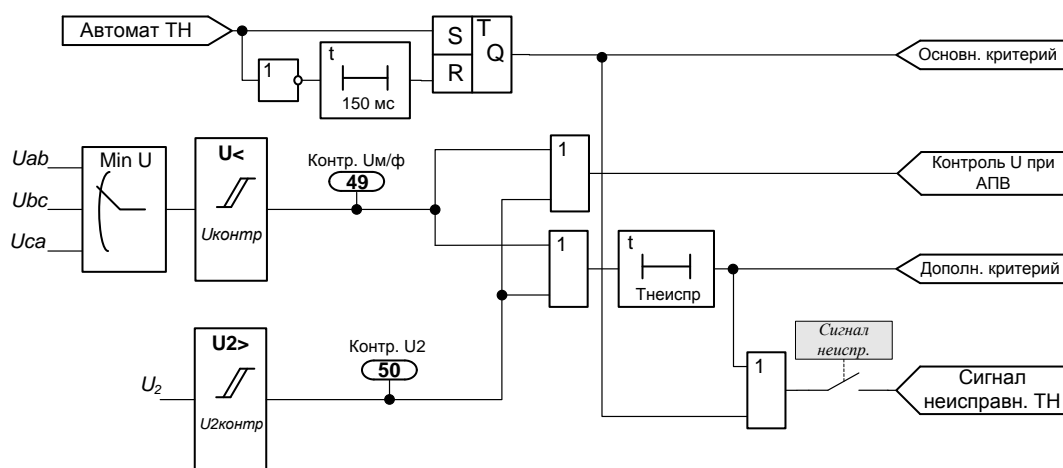 Автомат ТН
S
T
R
Q
1
t
150 мс
Основн. критерий
Uab
Ubc
Uca
Min U
U<
Uконтр
Контр. Uм/ф
49
1
Контроль U при
АПВ
1
t
Tнеиспр
Дополн. критерий
U2>
U2контр
U2
Контр. U2
50
Сигнал
неиспр.
1
Сигнал
неисправн. ТН